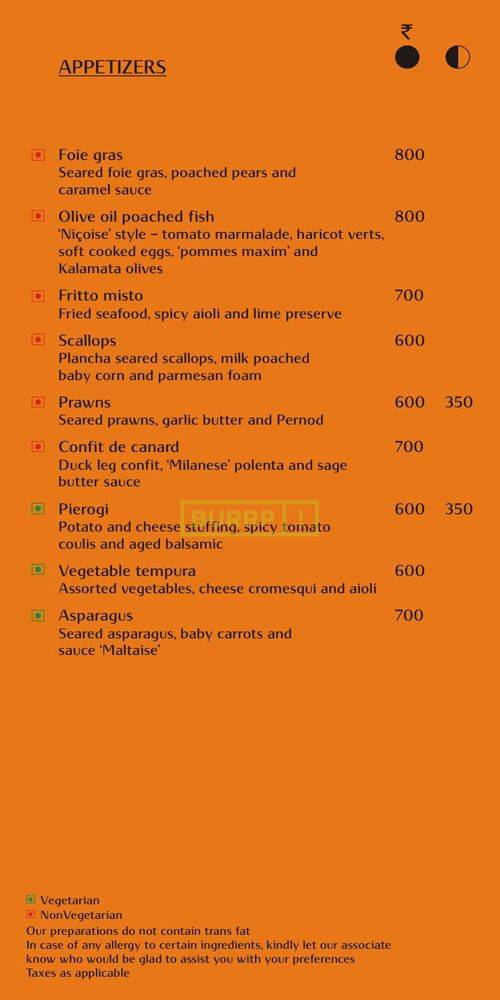 ₹
APPETIZERS
Foie gras 800
Seared foie gras, poached pears and
caramel sauce
Olive oil poached fish 800
'Niçoise' style – tomato marmalade, haricot verts,
soft cooked eggs, 'pommes maxim' and
Kalamata olives
Fritto misto 700
Fried seafood, spicy aioli and lime preserve
Scallops 600
Plancha seared scallops, milk poached
baby corn and parmesan foam
Prawns 600 350
Seared prawns, garlic butter and Pernod
Confit de canard 700
Duck leg confit, 'Milanese' polenta and sage
butter sauce
Pierogi 600 350
BURRP!
Potato and cheese stuffing, spicy tomato
coulis and aged balsamic
Vegetable tempura 600
Assorted vegetables, cheese cromesqui and aioli
Asparagus 700
Seared asparagus, baby carrots and
sauce 'Maltaise'
Vegetarian
NonVegetarian
Our preparations do not contain trans fat
In case of any allergy to certain ingredients, kindly let our associate
know who would be glad to assist you with your preferences
Taxes as applicable